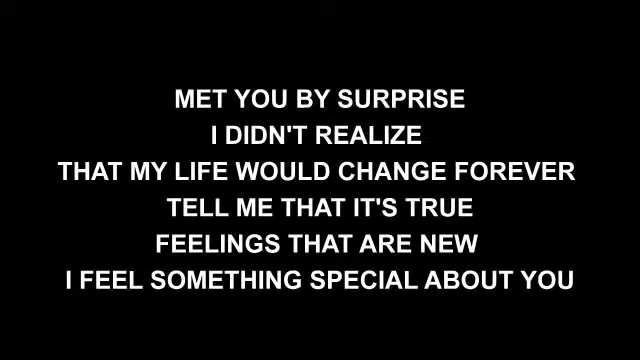 MET YOU BY SURPRISE
I DIDN'T REALIZE
THAT MY LIFE WOULD CHANGE FOREVER
TELL ME THAT IT'S TRUE
FEELINGS THAT ARE NEW
I FEEL SOMETHING SPECIAL ABOUT YOU